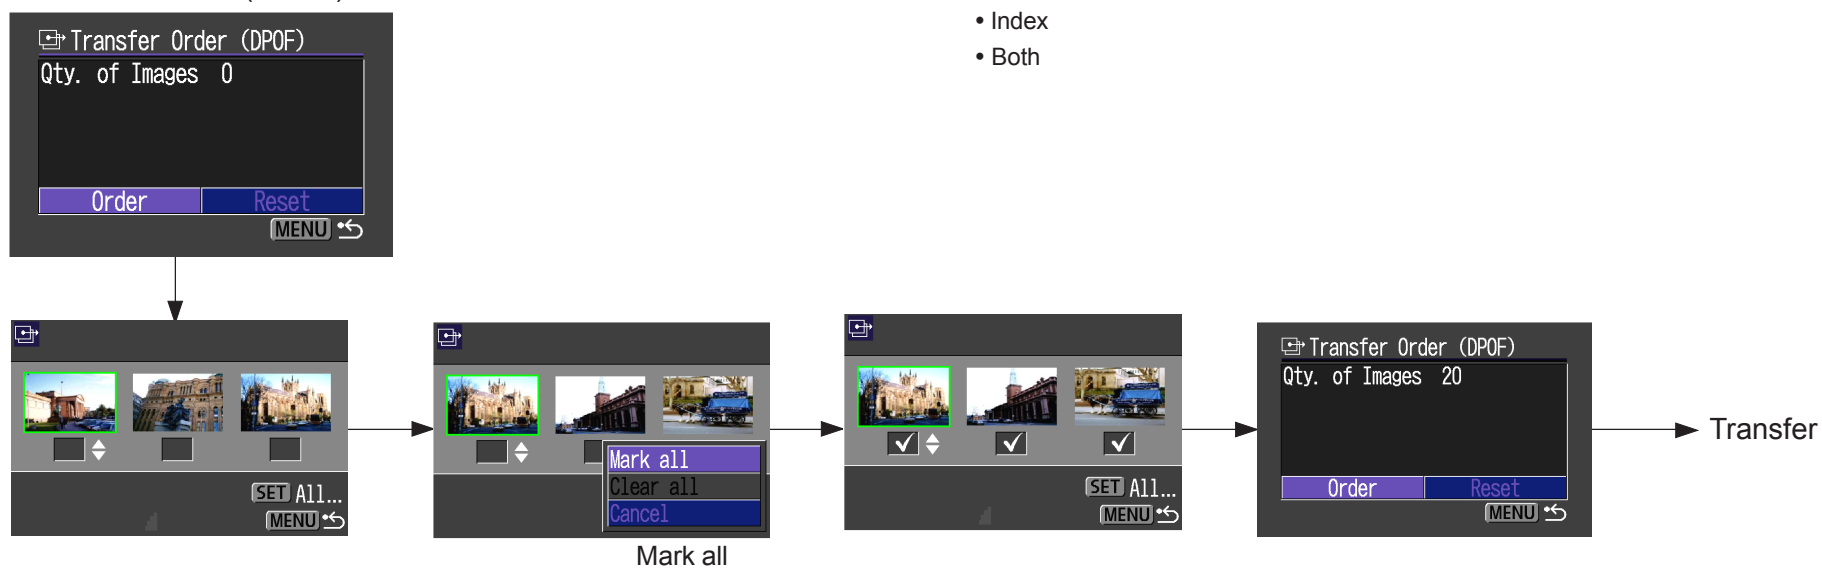 • Index
• Both
Transfer Order (DPOF)
Qty. of Images 0
Order Reset
MENU
SET All...
MENU
Mark all
Clear all
Cancel
Mark all
SET All...
MENU
Transfer Order (DPOF)
Qty. of Images 20
Order Reset
MENU
Transfer